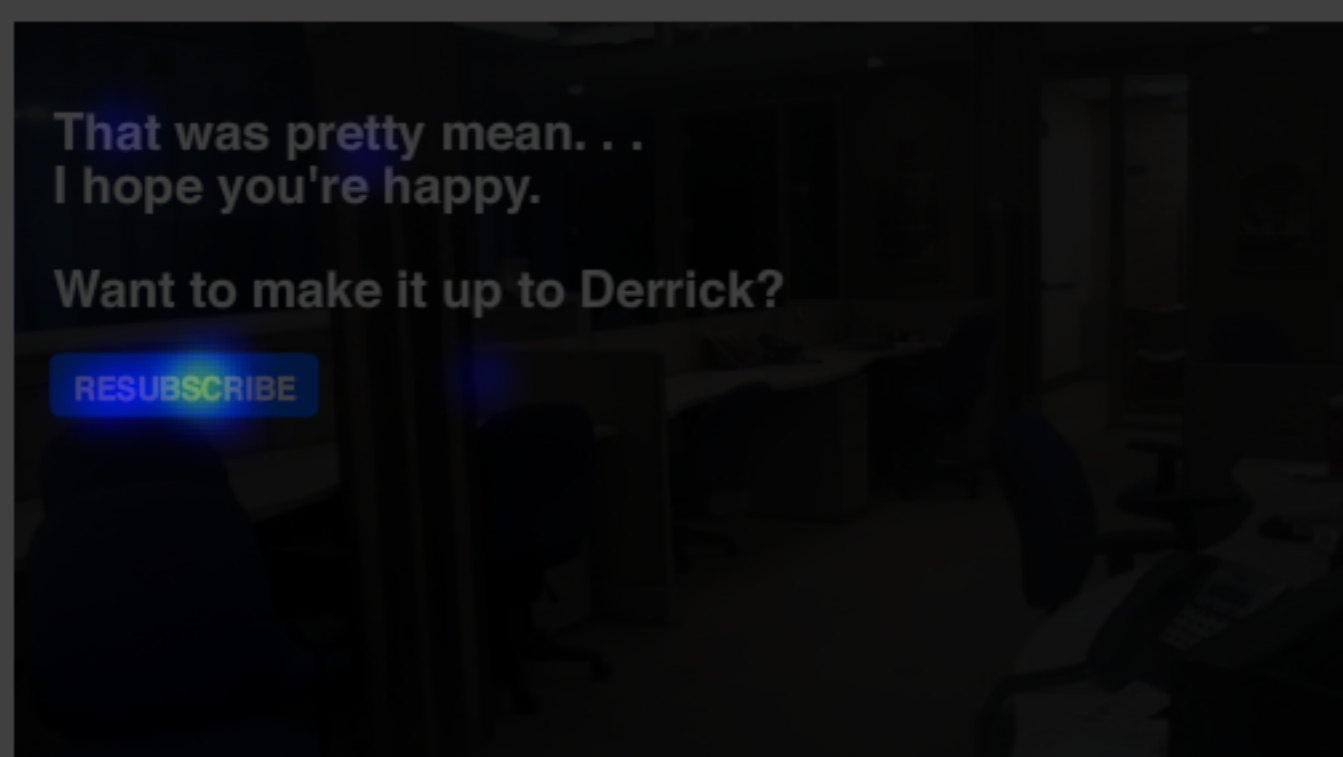 That was pretty mean. . .
I hope you're happy.
Want to make it up to Derrick?
RESUBSCRIBE